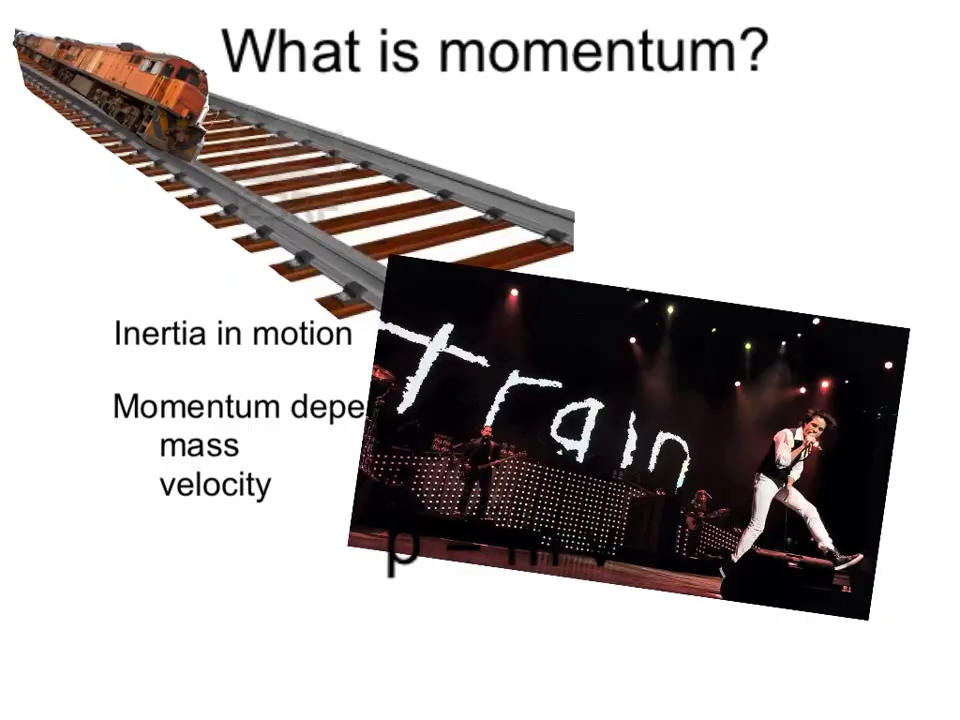 What is momentum?
Inertia in motion
Momentum depe
mass
velocity
train
p = m v